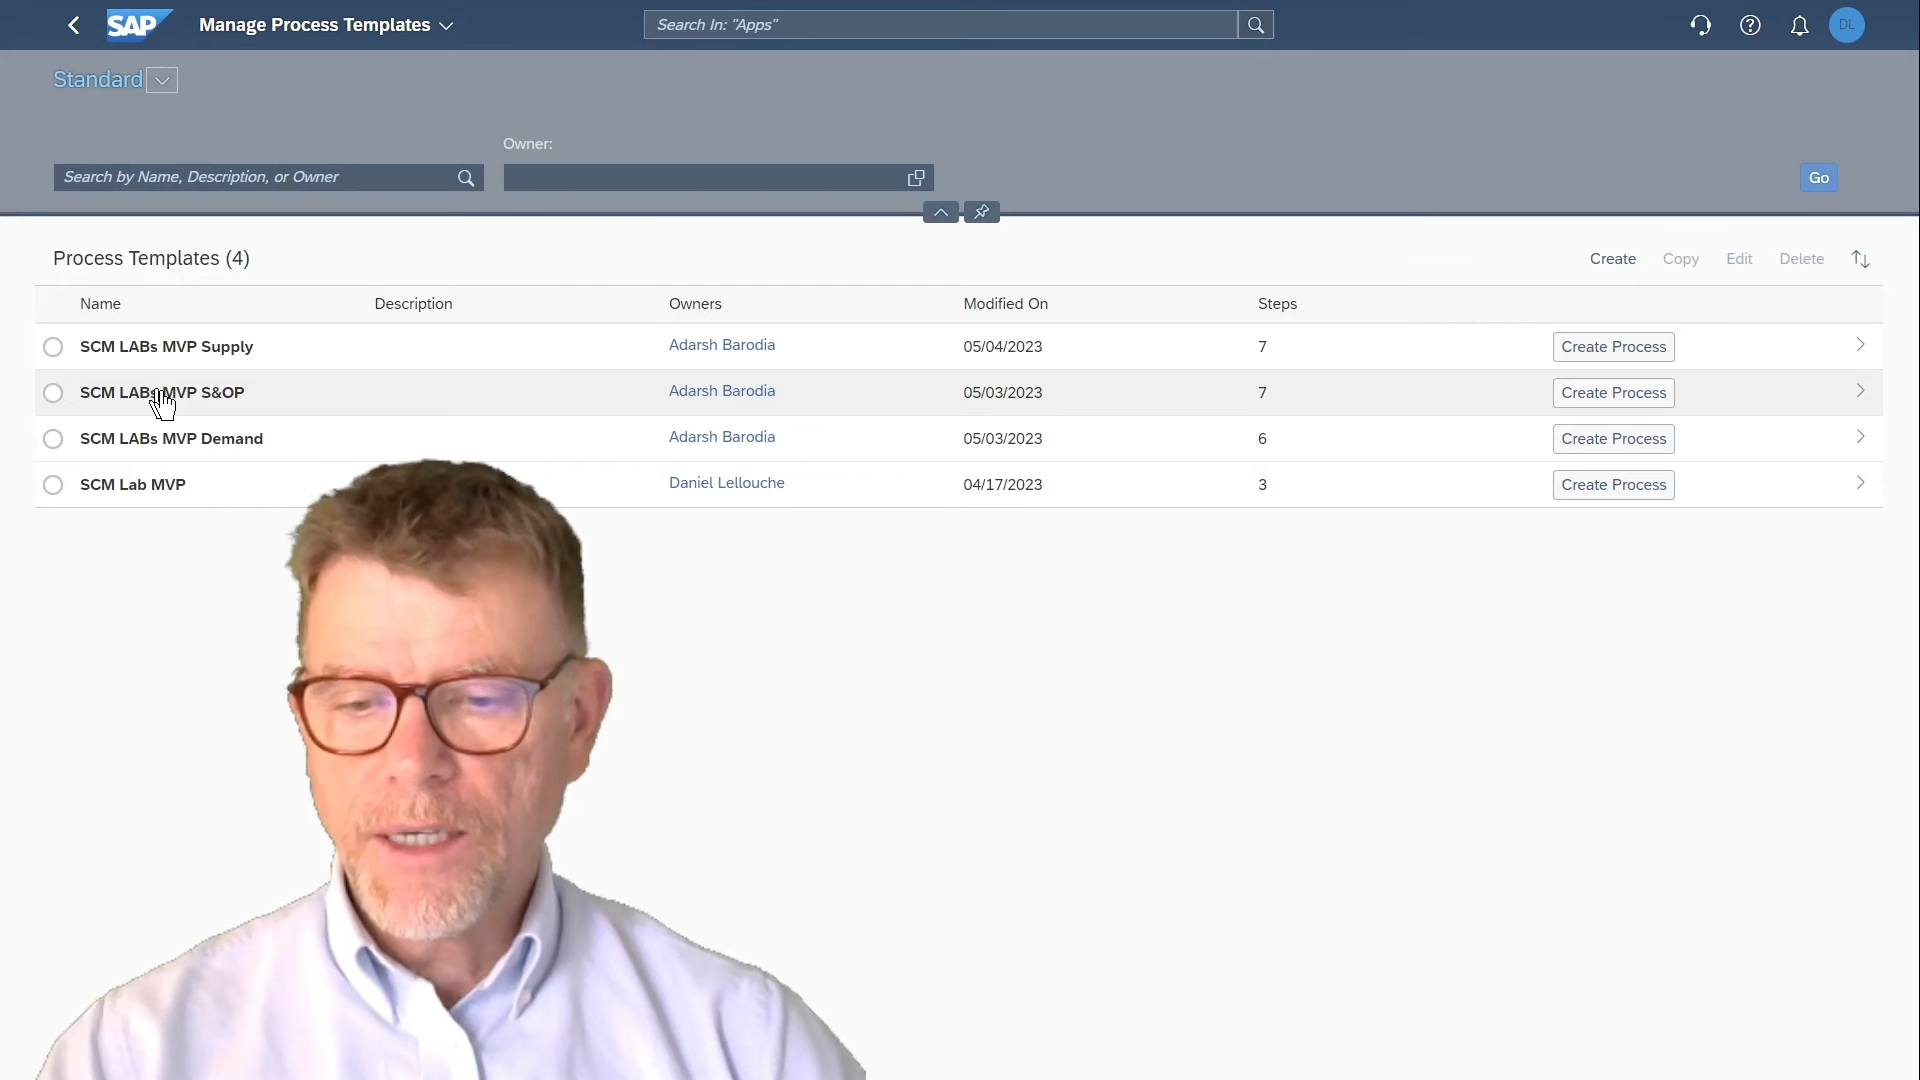 SAP Manage Process Templates Search In: "Apps" DL
Standard
Owner:
Search by Name, Description, or Owner Go
Process Templates (4) Create Copy Edit Delete
Name Description Owners Modified On Steps
SCM LABs MVP Supply Adarsh Barodia 05/04/2023 7 Create Process
SCM LABs MVP S&OP Adarsh Barodia 05/03/2023 7 Create Process
SCM LABs MVP Demand Adarsh Barodia 05/03/2023 6 Create Process
SCM Lab MVP Daniel Lellouche 04/17/2023 3 Create Process